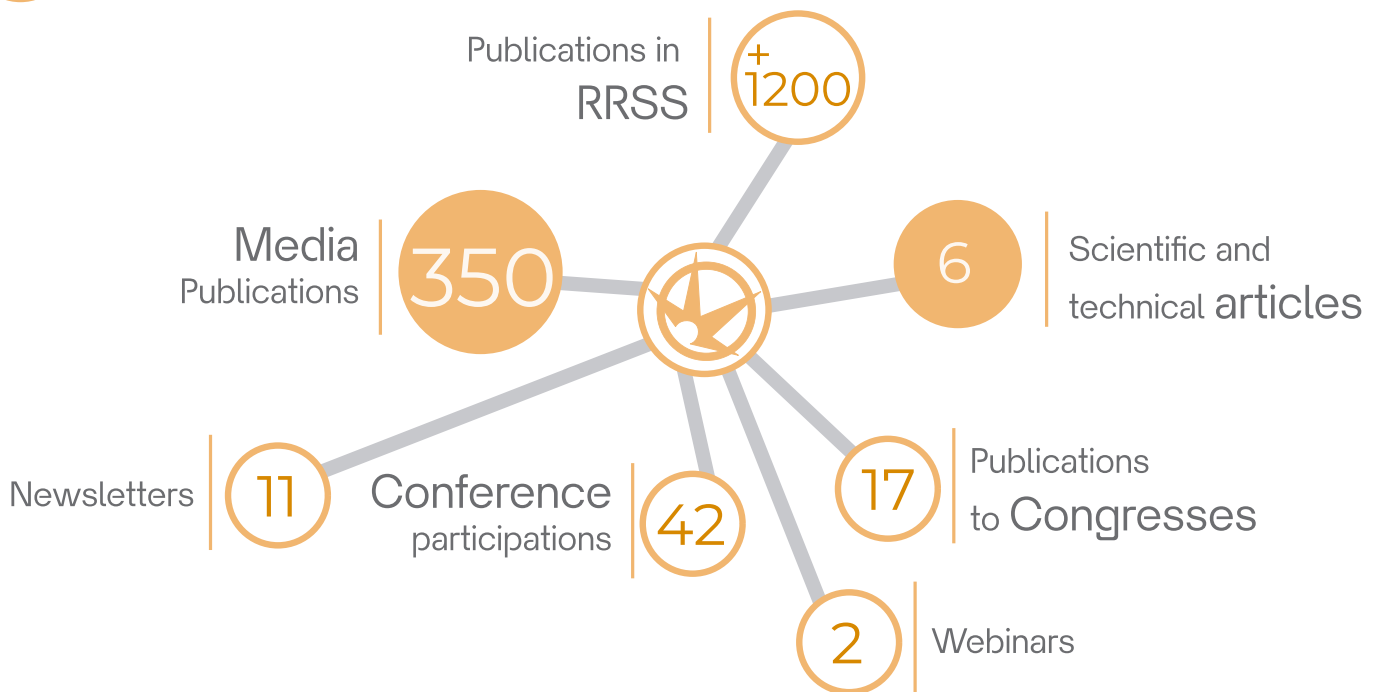 Publications in
RRSS
+
1200
Media
Publications
350
6
Scientific and
technical articles
Newsletters
11
Conference
participations
42
17
Publications
to Congresses
2
Webinars